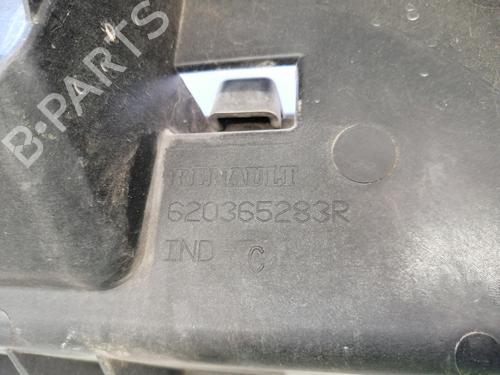 B-PARTS
RENAULT
620365283R
IND C